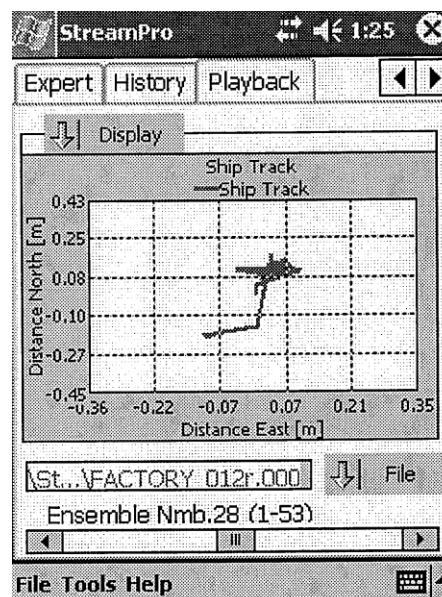 StreamPro 1:25
Expert History Playback
Display
Ship Track
Ship Track
0.43
0.25
0.08
-0.10
-0.27
-0.45
Distance North [m]
-0.36 -0.22 -0.07 0.07 0.21 0.35
Distance East [m]
\St...\FACTORY_012r.000 File
Ensemble Nmb.28 (1-53)
File Tools Help